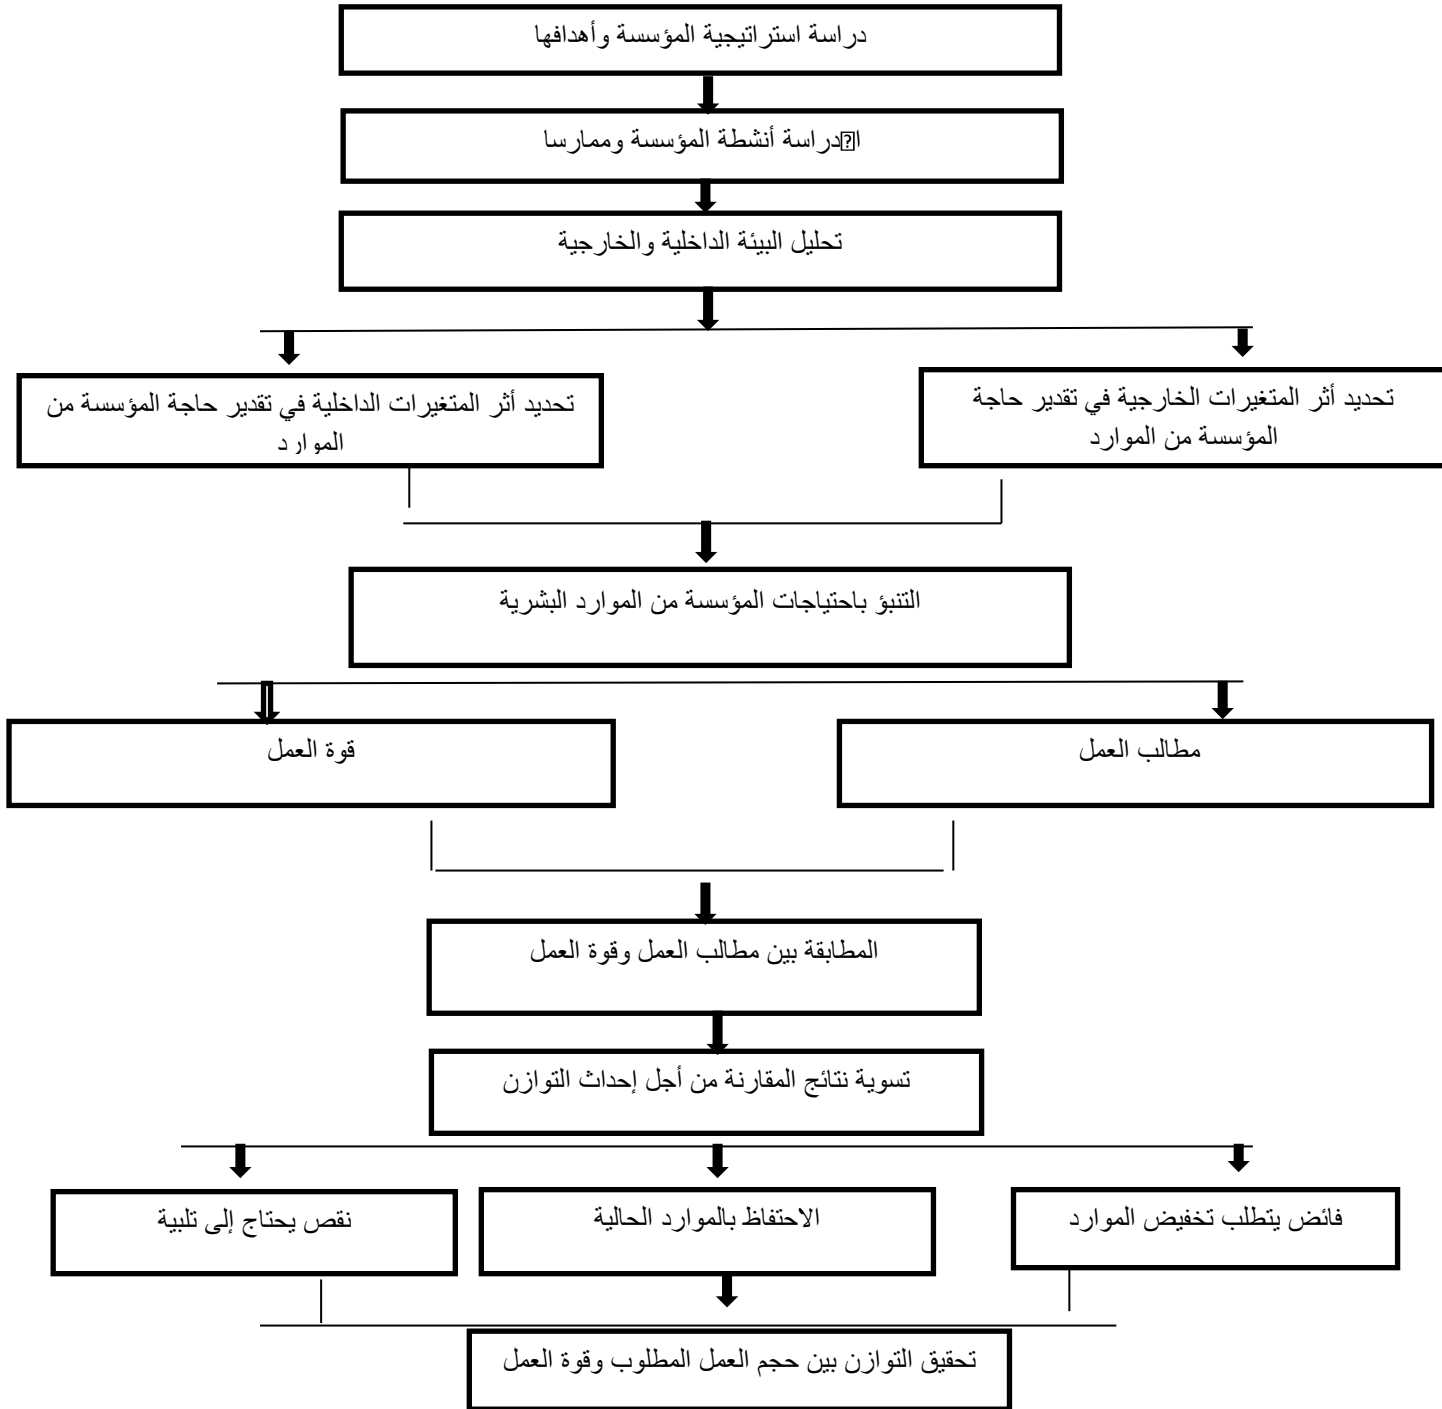 دراسة استراتيجية المؤسسة وأهدافها
دراسة أنشطة المؤسسة وممارسا�ا
تحليل البيئة الداخلية والخارجية
تحديد أثر المتغيرات الخارجية في تقدير حاجة
المؤسسة من الموارد
تحديد أثر المتغيرات الداخلية في تقدير حاجة المؤسسة من
الموارد
التنبؤ باحتياجات المؤسسة من الموارد البشرية
مطالب العمل
قوة العمل
المطابقة بين مطالب العمل وقوة العمل
تسوية نتائج المقارنة من أجل إحداث التوازن
فائض يتطلب تخفيض الموارد
الاحتفاظ بالموارد الحالية
نقص يحتاج إلى تلبية
تحقيق التوازن بين حجم العمل المطلوب وقوة العمل